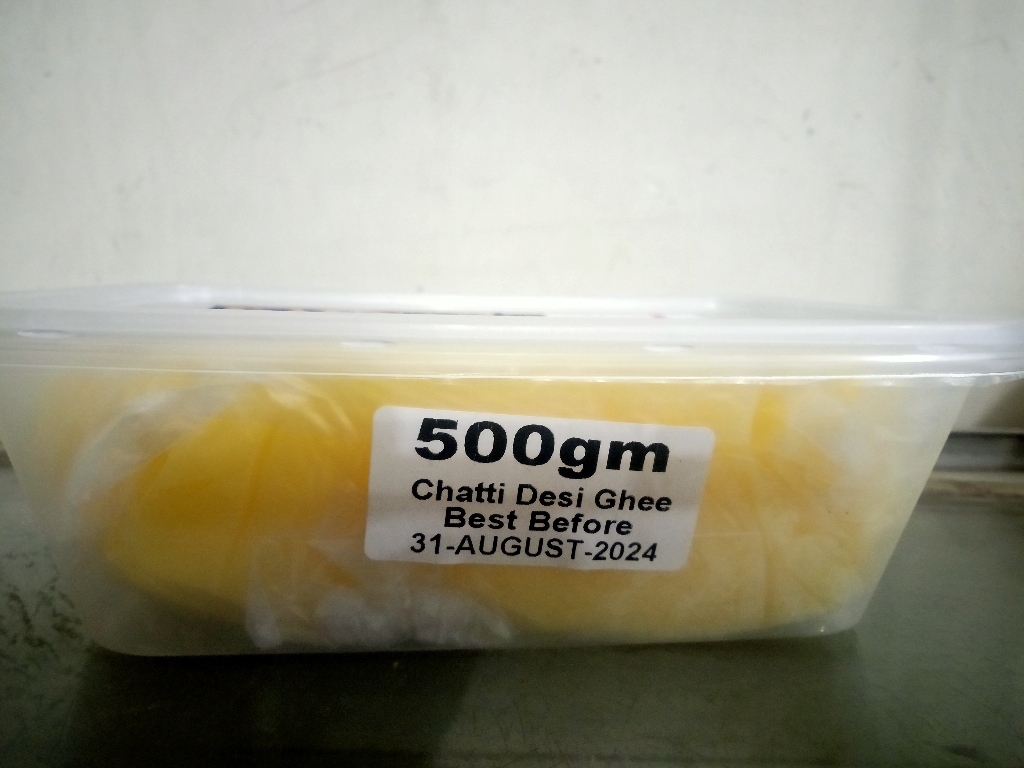 500gm
Chatti Desi Ghee
Best Before
31-AUGUST-2024